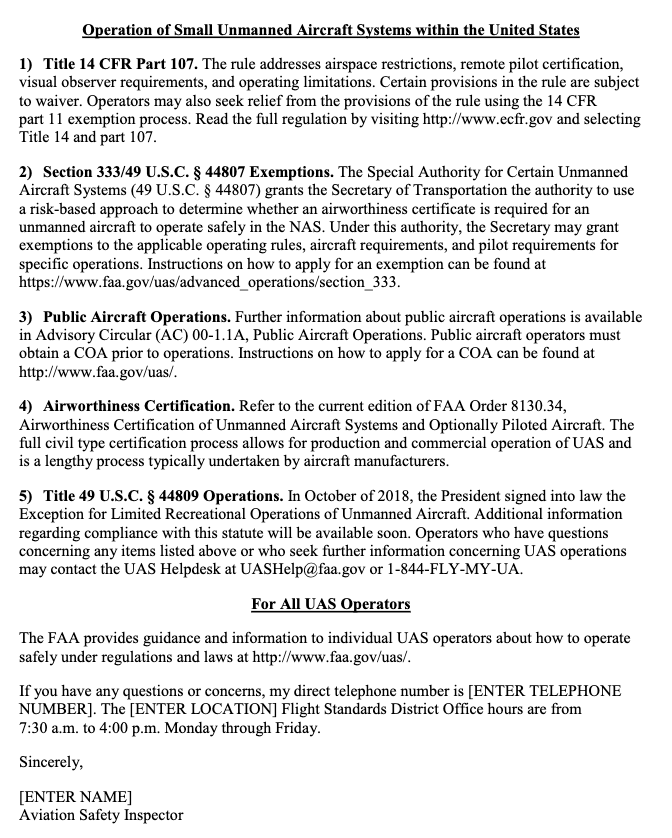 Operation of Small Unmanned Aircraft Systems within the United States
1) Title 14 CFR Part 107. The rule addresses airspace restrictions, remote pilot certification,
visual observer requirements, and operating limitations. Certain provisions in the rule are subject
to waiver. Operators may also seek relief from the provisions of the rule using the 14 CFR
part 11 exemption process. Read the full regulation by visiting http://www.ecfr.gov and selecting
Title 14 and part 107.
2) Section 333/49 U.S.C. § 44807 Exemptions. The Special Authority for Certain Unmanned
Aircraft Systems (49 U.S.C. § 44807) grants the Secretary of Transportation the authority to use
a risk-based approach to determine whether an airworthiness certificate is required for an
unmanned aircraft to operate safely in the NAS. Under this authority, the Secretary may grant
exemptions to the applicable operating rules, aircraft requirements, and pilot requirements for
specific operations. Instructions on how to apply for an exemption can be found at
https://www.faa.gov/uas/advanced_operations/section_333.
3) Public Aircraft Operations. Further information about public aircraft operations is available
in Advisory Circular (AC) 00-1.1A, Public Aircraft Operations. Public aircraft operators must
obtain a COA prior to operations. Instructions on how to apply for a COA can be found at
http://www.faa.gov/uas/.
4) Airworthiness Certification. Refer to the current edition of FAA Order 8130.34,
Airworthiness Certification of Unmanned Aircraft Systems and Optionally Piloted Aircraft. The
full civil type certification process allows for production and commercial operation of UAS and
is a lengthy process typically undertaken by aircraft manufacturers.
5) Title 49 U.S.C. § 44809 Operations. In October of 2018, the President signed into law the
Exception for Limited Recreational Operations of Unmanned Aircraft. Additional information
regarding compliance with this statute will be available soon. Operators who have questions
concerning any items listed above or who seek further information concerning UAS operations
may contact the UAS Helpdesk at UASHelp@faa.gov or 1-844-FLY-MY-UA.
For All UAS Operators
The FAA provides guidance and information to individual UAS operators about how to operate
safely under regulations and laws at http://www.faa.gov/uas/.
If you have any questions or concerns, my direct telephone number is [ENTER TELEPHONE
NUMBER]. The [ENTER LOCATION] Flight Standards District Office hours are from
7:30 a.m. to 4:00 p.m. Monday through Friday.
Sincerely,
[ENTER NAME]
Aviation Safety Inspector